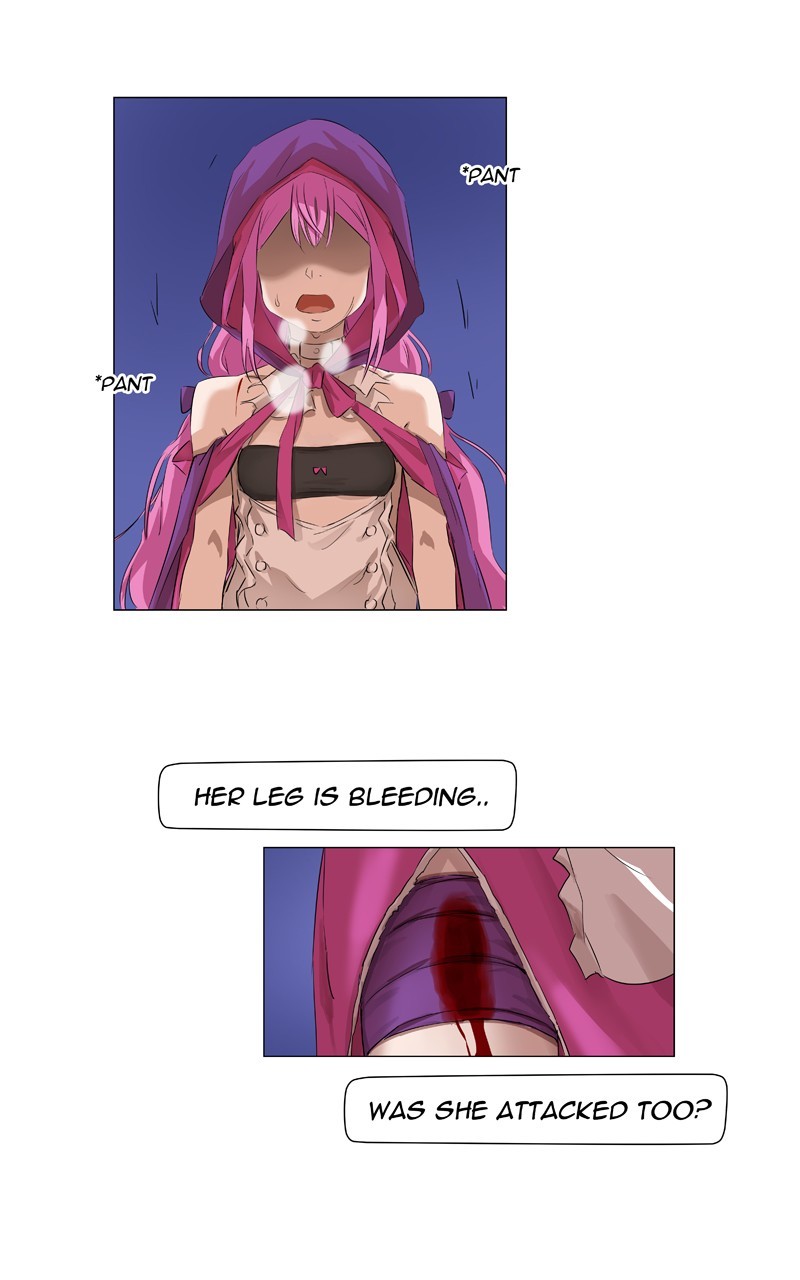 *PANT
*PANT
HER LEG IS BLEEDING..
WAS SHE ATTACKED TOO?